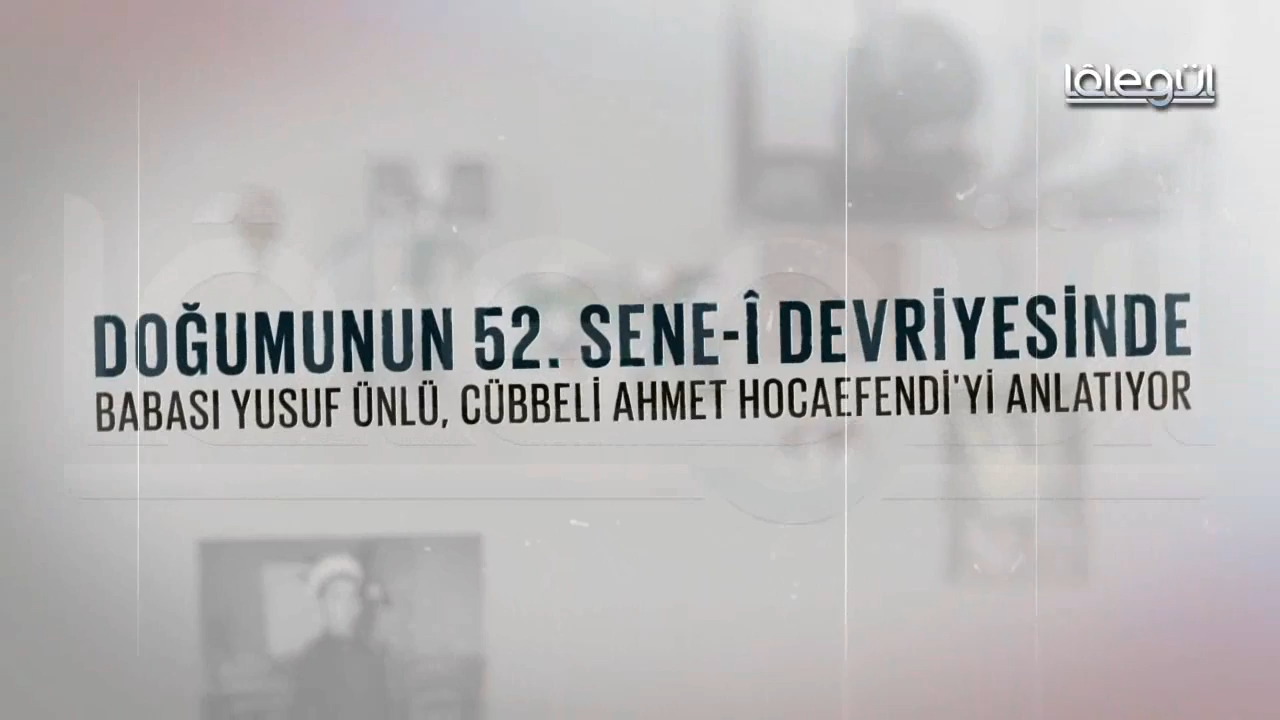 lâlegül
DOĞUMUNUN 52. SENE-Î DEVRİYESİNDE
BABASI YUSUF ÜNLÜ, CÜBBELİ AHMET HOCAEFENDİ'Yİ ANLATIYOR